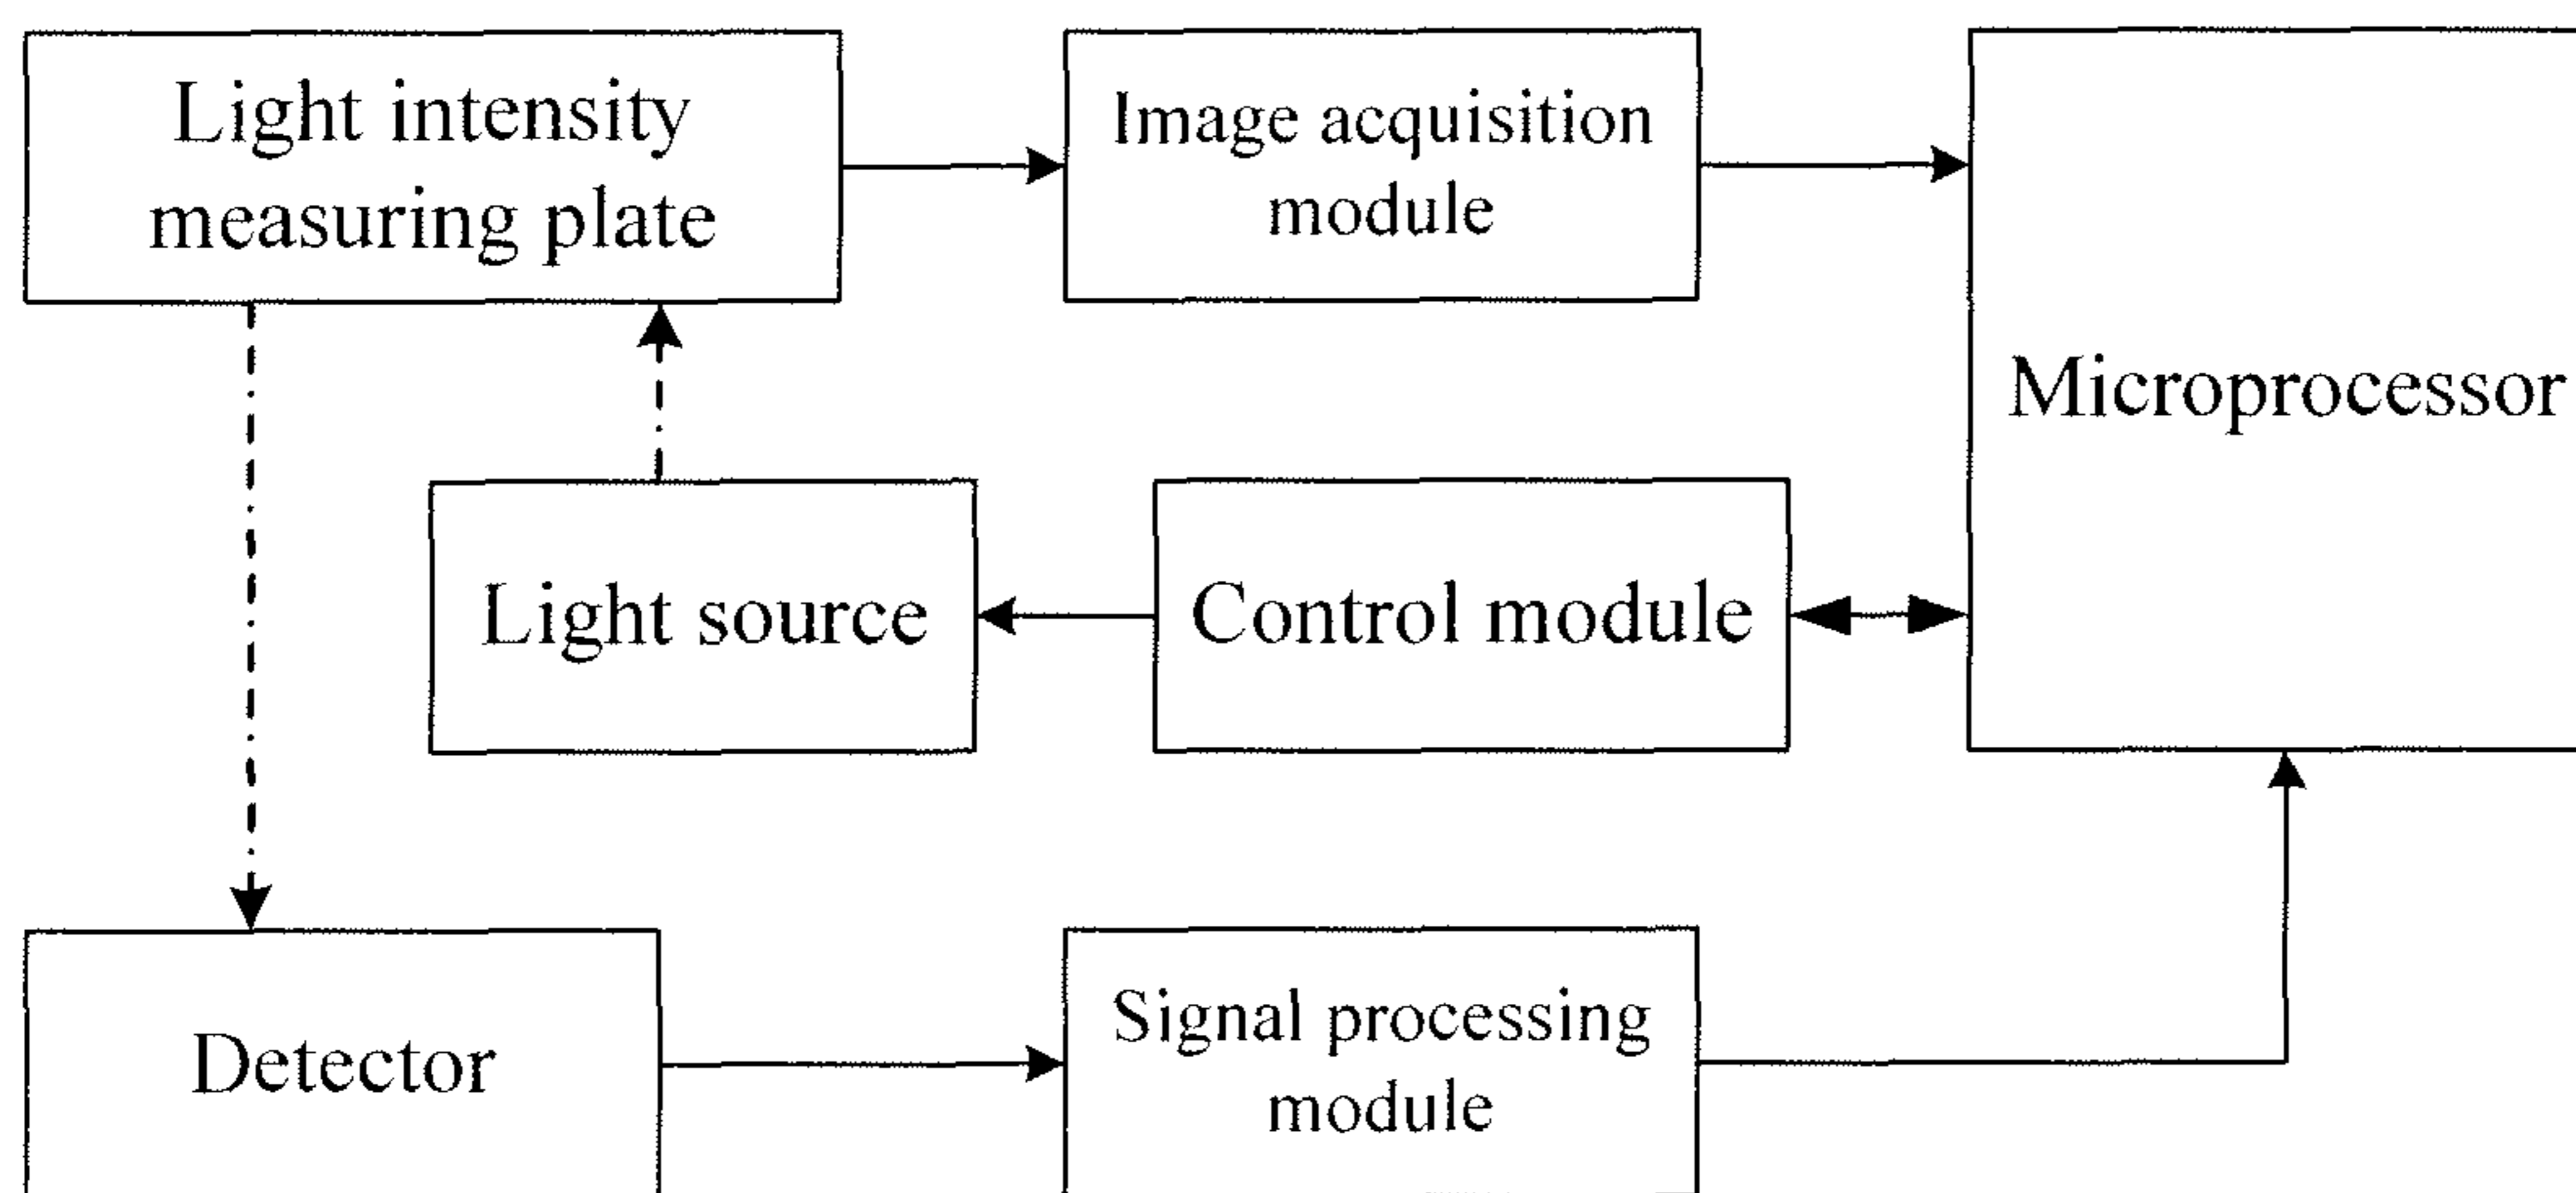 Light intensity
measuring plate
Image acquisition
module
Microprocessor
Light source
Control module
Detector
Signal processing
module